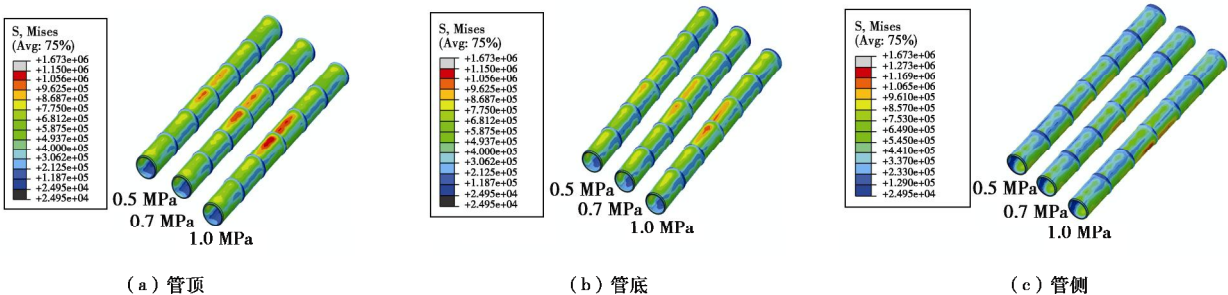 S, Mises
(Avg: 75%)
+1.673e+06
+1.150e+06
+1.056e+06
+9.625e+05
+8.687e+05
+7.750e+05
+6.812e+05
+5.875e+05
+4.937e+05
+4.000e+05
+3.062e+05
+2.125e+05
+1.187e+05
+2.495e+04
+2.495e+04
0.5 MPa
0.7 MPa
1.0 MPa
(a)管顶
S, Mises
(Avg: 75%)
+1.673e+06
+1.150e+06
+1.056e+06
+9.625e+05
+8.687e+05
+7.750e+05
+6.812e+05
+5.875e+05
+4.937e+05
+4.000e+05
+3.062e+05
+2.125e+05
+1.187e+05
+2.495e+04
+2.495e+04
0.5 MPa
0.7 MPa
1.0 MPa
(b)管底
S, Mises
(Avg: 75%)
+1.673e+06
+1.273e+06
+1.169e+06
+1.065e+06
+9.610e+05
+8.570e+05
+7.530e+05
+6.490e+05
+5.450e+05
+4.410e+05
+3.370e+05
+2.330e+05
+1.290e+05
+2.495e+04
0.5 MPa
0.7 MPa
1.0 MPa
(c)管侧